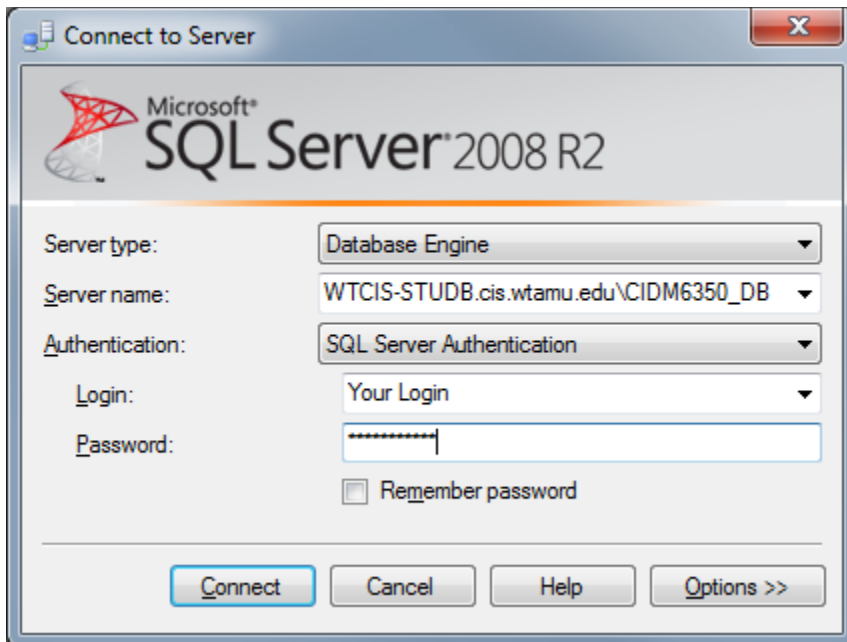 Connect to Server
Microsoft®
SQL Server® 2008 R2
Server type: Database Engine
Server name: WTCIS-STUDB.cis.wtamu.edu\CIDM6350_DB
Authentication: SQL Server Authentication
Login: Your Login
Password: ***********
Remember password
Connect Cancel Help Options >>